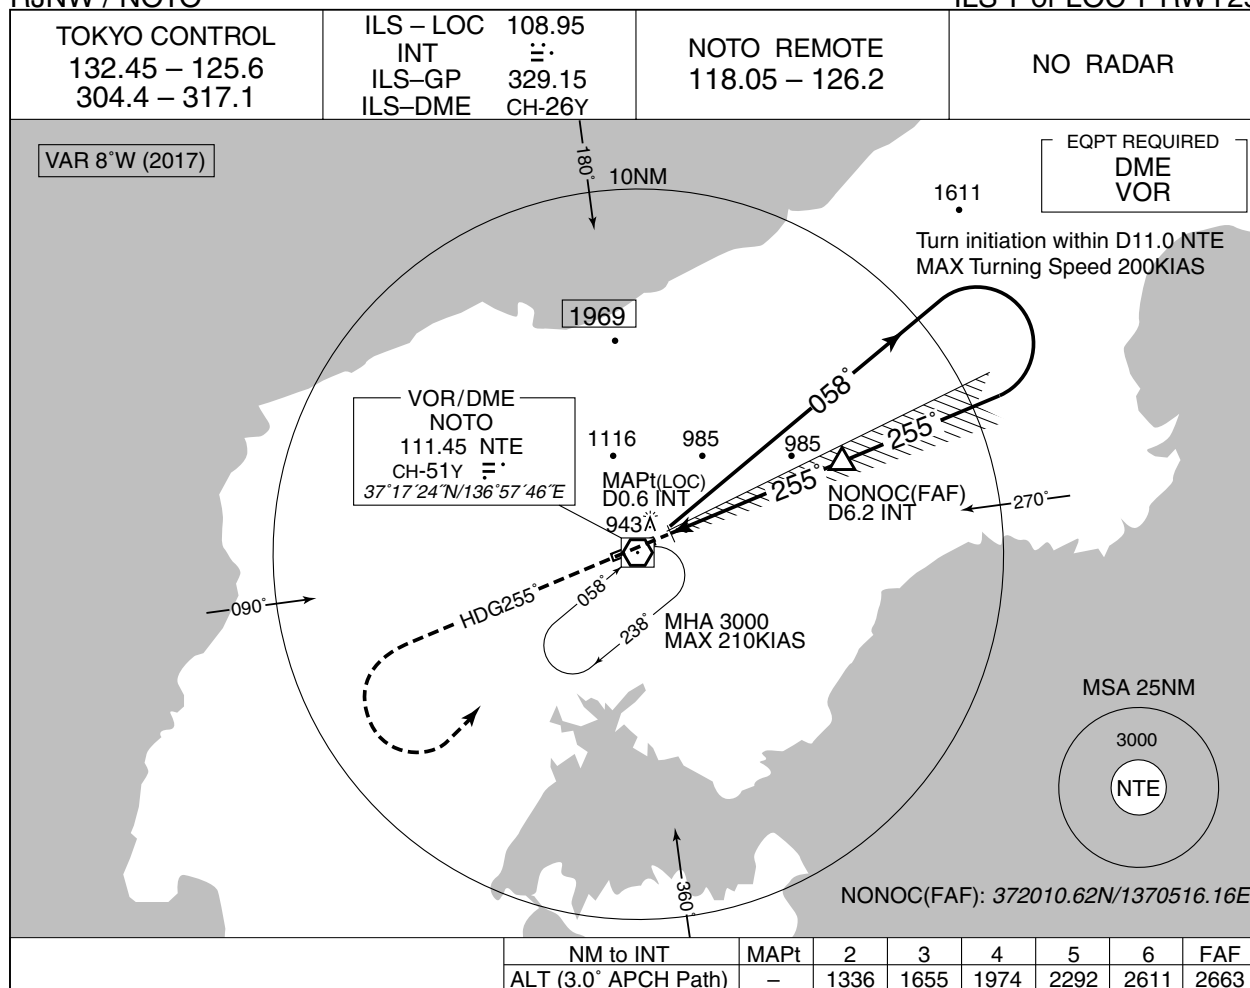 RJNW / NOTO
TOKYO CONTROL
132.45 – 125.6
304.4 – 317.1
ILS – LOC 108.95
INT
ILS–GP 329.15
ILS–DME CH-26Y
NOTO REMOTE
118.05 – 126.2
NO RADAR
VAR 8˚W (2017)
EQPT REQUIRED
DME
VOR
180˚
10NM
1611
Turn initiation within D11.0 NTE
MAX Turning Speed 200KIAS
1969
058˚
VOR/DME
NOTO
111.45 NTE
CH-51Y
37˚17´24˝N/136˚57´46˝E
1116
985
985
255˚
255˚
MAPt(LOC)
D0.6 INT
943
NONOC(FAF)
D6.2 INT
270˚
090˚
HDG255˚
058˚
238˚
MHA 3000
MAX 210KIAS
MSA 25NM
3000
NTE
360˚
NONOC(FAF): 372010.62N/1370516.16E
NM to INT MAPt 2 3 4 5 6 FAF
ALT (3.0˚ APCH Path) – 1336 1655 1974 2292 2611 2663